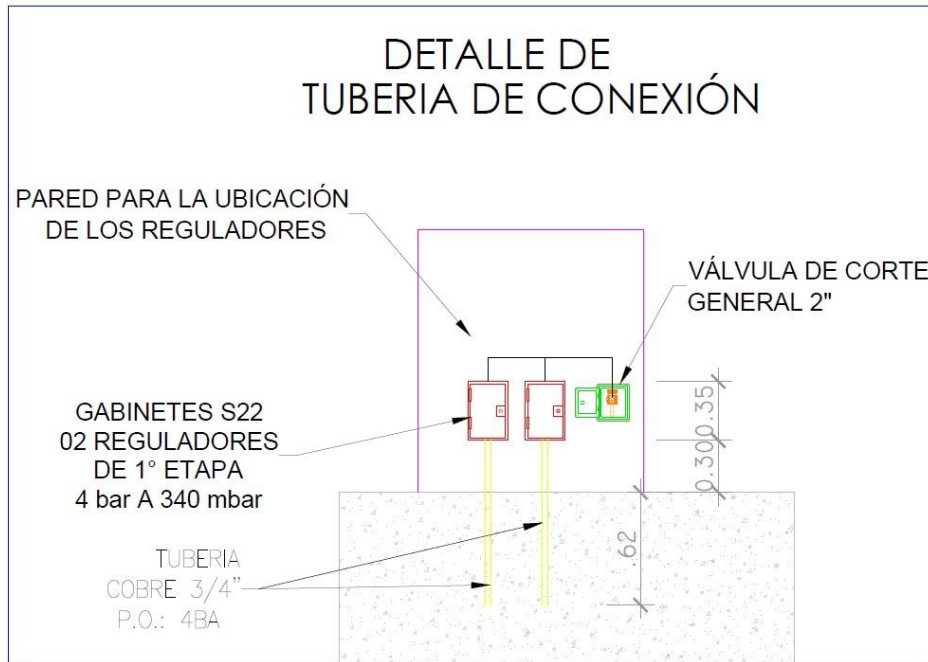 DETALLE DE
TUBERIA DE CONEXIÓN
PARED PARA LA UBICACIÓN
DE LOS REGULADORES
VÁLVULA DE CORTE
GENERAL 2"
GABINETES S22
02 REGULADORES
DE 1° ETAPA
4 bar A 340 mbar
0.35
0.30
.62
TUBERIA
COBRE 3/4"
P.O.: 4BA